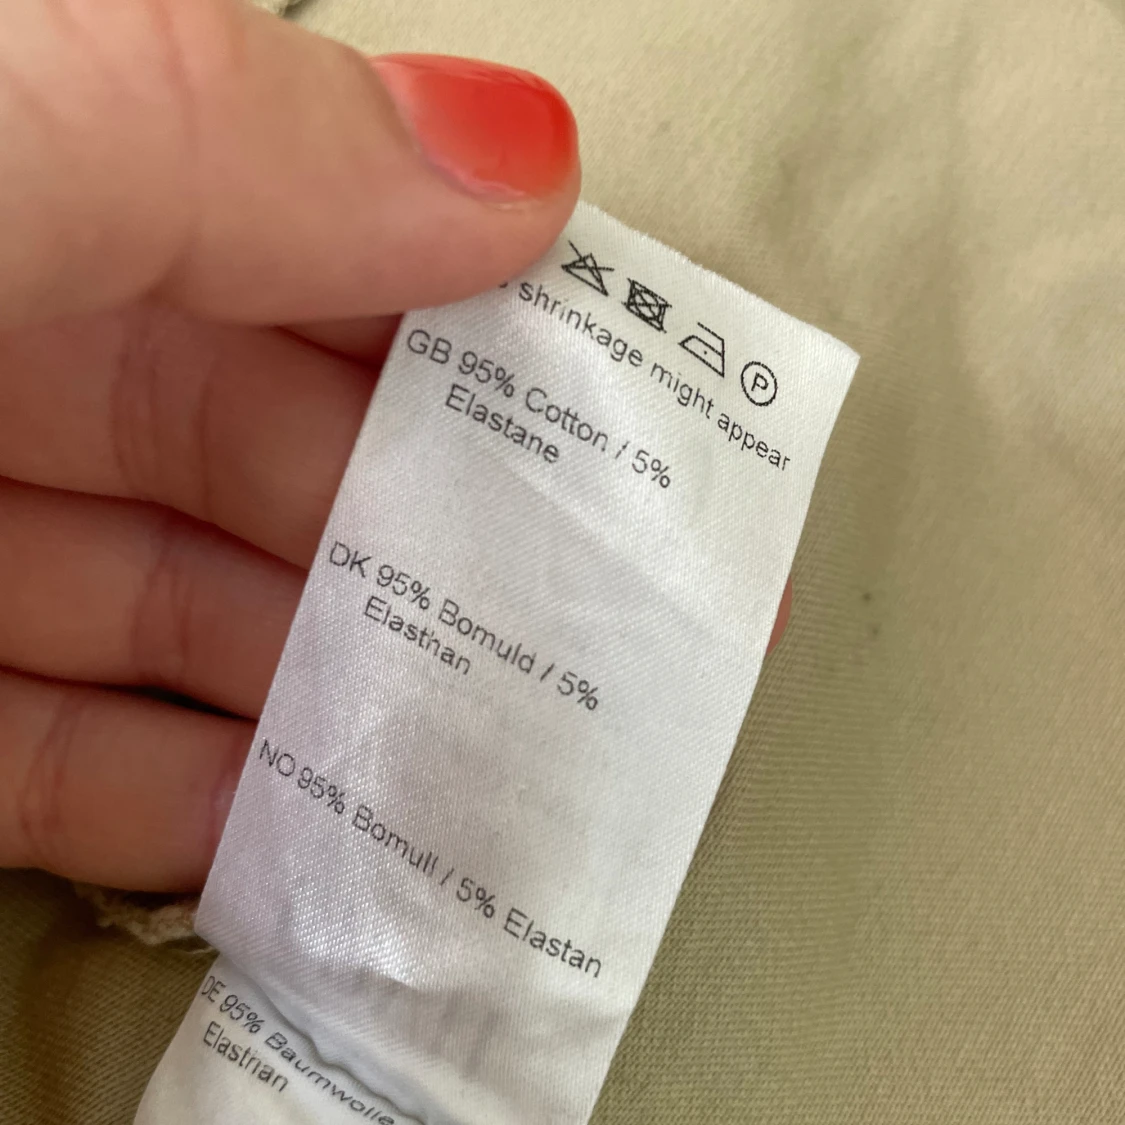 P
shrinkage might appear
GB 95% Cotton / 5%
Elastane
DK 95% Bomuld / 5%
Elasthan
NO 95% Bomull / 5% Elastan
DE 95% Baumwolle